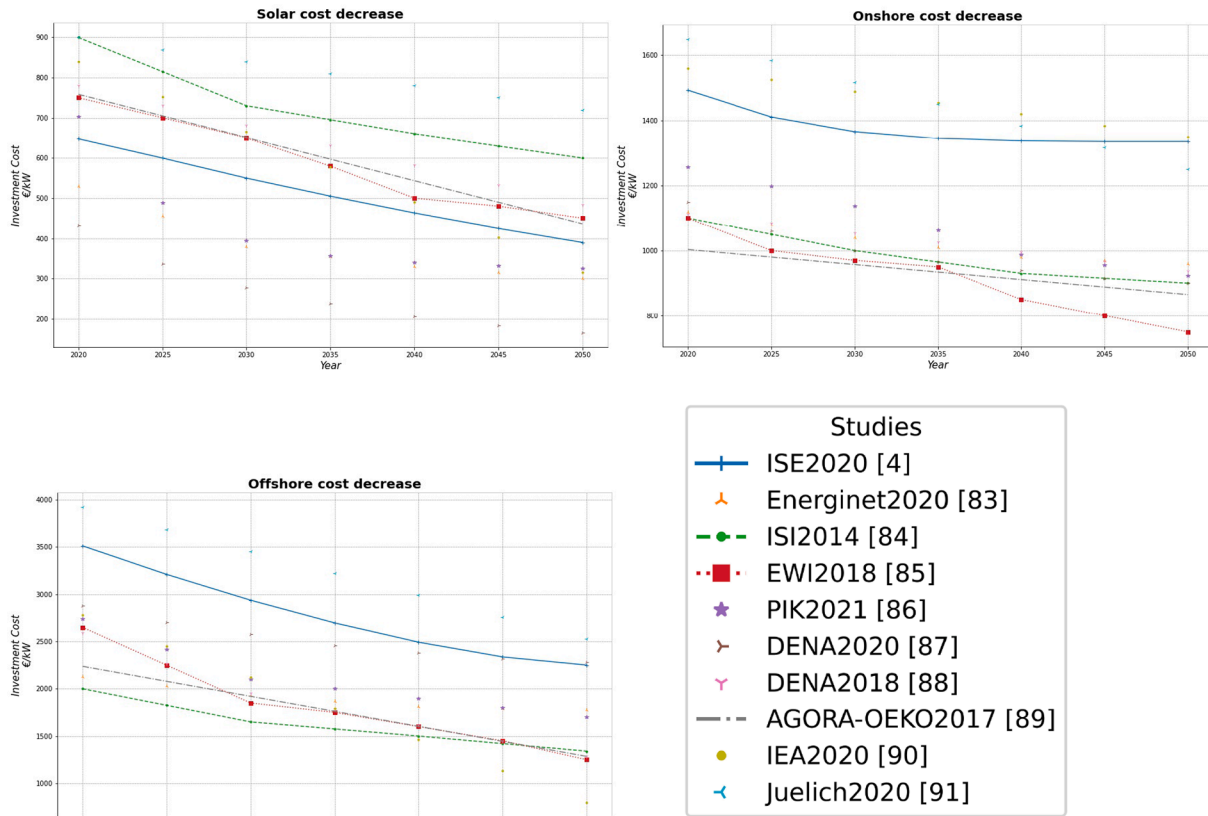 Solar cost decrease
900
800
700
600
500
400
300
200
Investment Cost
€/kW
2020 2025 2030 2035 2040 2045 2050
Year
Onshore cost decrease
1600
1400
1200
1000
800
Investment Cost
€/kW
2020 2025 2030 2035 2040 2045 2050
Year
Offshore cost decrease
4000
3500
3000
2500
2000
1500
1000
Investment Cost
€/kW
Studies
ISE2020 [4]
Energinet2020 [83]
ISI2014 [84]
EWI2018 [85]
PIK2021 [86]
DENA2020 [87]
DENA2018 [88]
AGORA-OEKO2017 [89]
IEA2020 [90]
Juelich2020 [91]